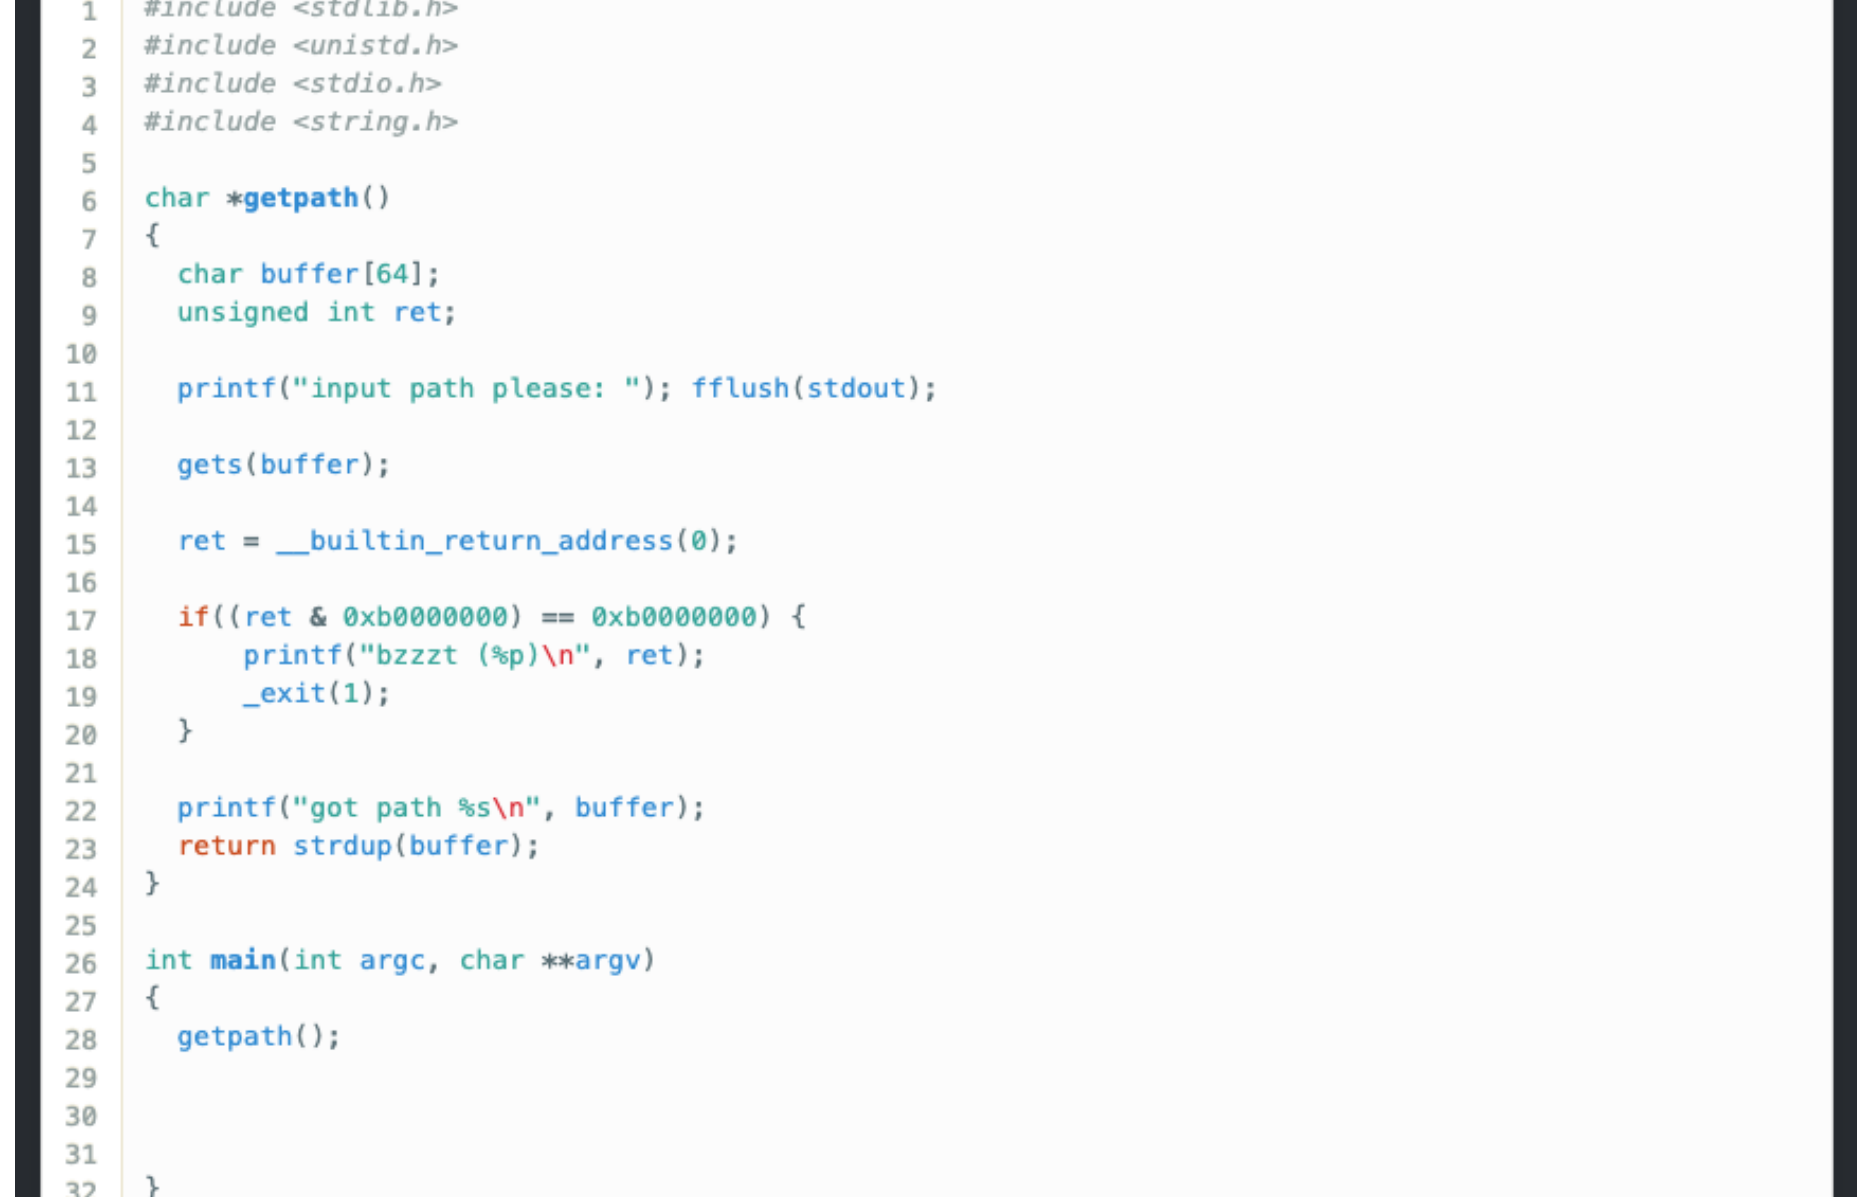 1 #include <stdlib.h>
2 #include <unistd.h>
3 #include <stdio.h>
4 #include <string.h>
5
6 char *getpath()
7 {
8   char buffer[64];
9   unsigned int ret;
10
11   printf("input path please: "); fflush(stdout);
12
13   gets(buffer);
14
15   ret = __builtin_return_address(0);
16
17   if((ret & 0xb0000000) == 0xb0000000) {
18       printf("bzzzt (%p)\n", ret);
19       _exit(1);
20   }
21
22   printf("got path %s\n", buffer);
23   return strdup(buffer);
24 }
25
26 int main(int argc, char **argv)
27 {
28   getpath();
29
30
31
32 }